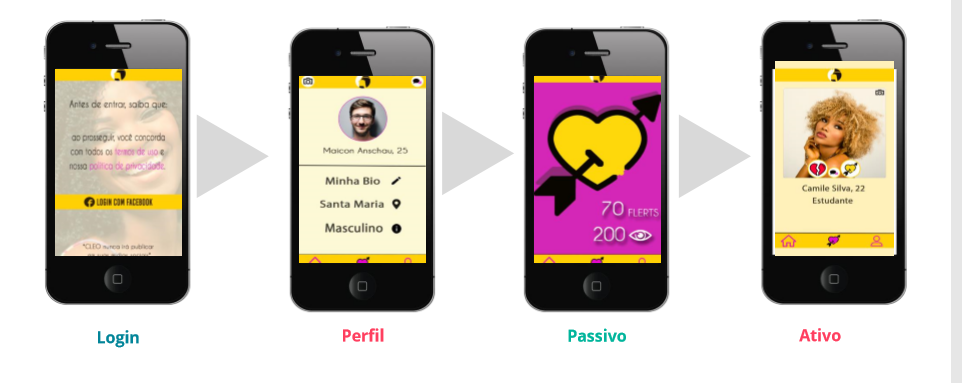 Antes de entrar, saiba que:
ao prosseguir, você concorda
com todos os termos de uso e
nossa política de privacidade.
LOGIN COM FACEBOOK
*CLEO nunca irá publicar
Login
Maicon Anschau, 25
Minha Bio
Santa Maria
Masculino
Perfil
70 FLERTS
200
Passivo
Camile Silva, 22
Estudante
Ativo